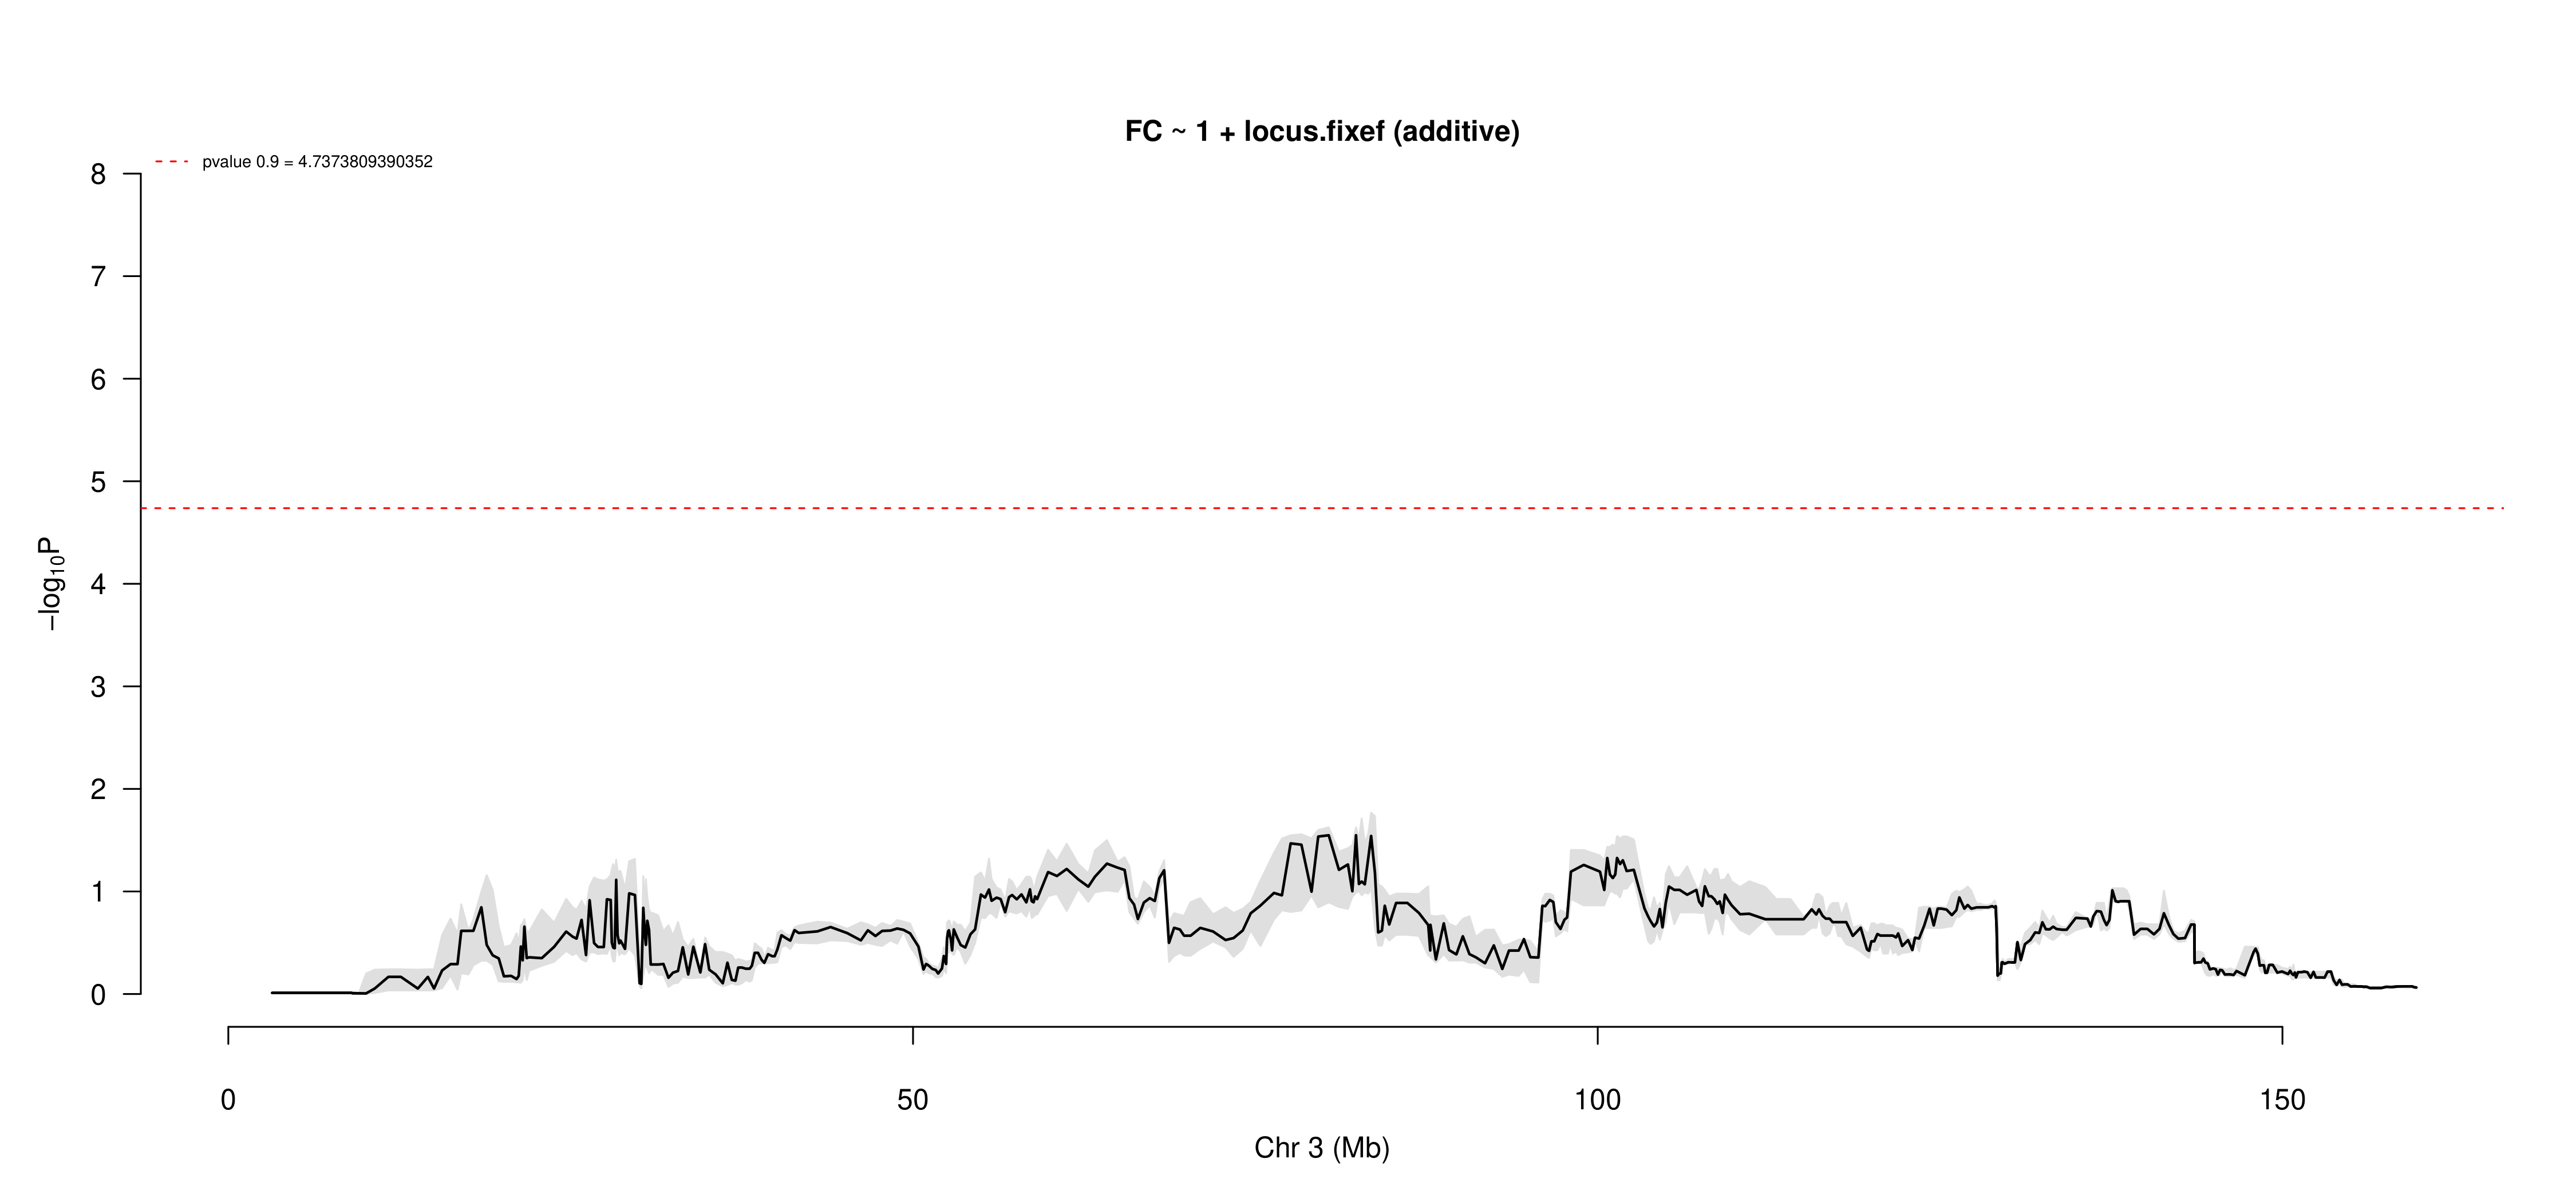 FC ~ 1 + locus.fixef (additive)
pvalue 0.9 = 4.7373809390352
8
7
6
5
4
3
2
1
0
−log10P
0 50 100 150
Chr 3 (Mb)